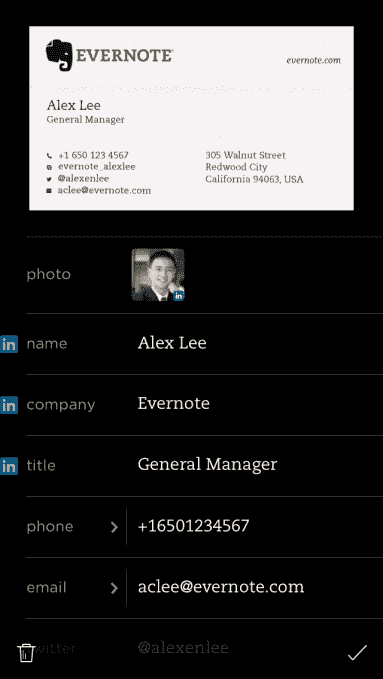 EVERNOTE
evernote.com
Alex Lee
General Manager
+1 650 123 4567
evernote_alexlee
@alexenlee
aclee@evernote.com
305 Walnut Street
Redwood City
California 94063, USA
photo
in
in name Alex Lee
in company Evernote
in title General Manager
phone +16501234567
email aclee@evernote.com
twitter @alexenlee